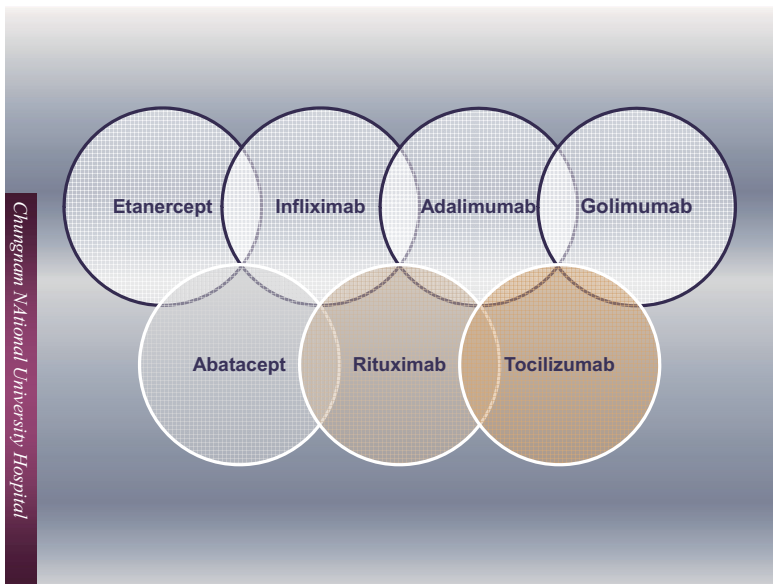 Etanercept
Infliximab
Adalimumab
Golimumab
Abatacept
Rituximab
Tocilizumab
Chungnam NAtional University Hospital